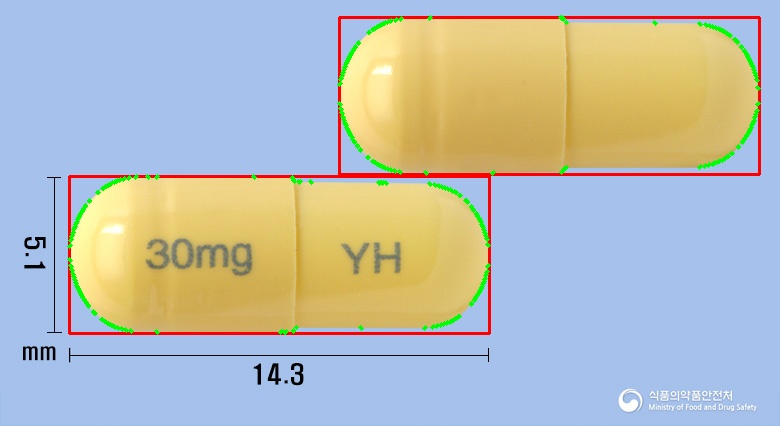 30mg YH
5.1
mm
14.3
식품의약품안전처
Ministry of Food and Drug Safety